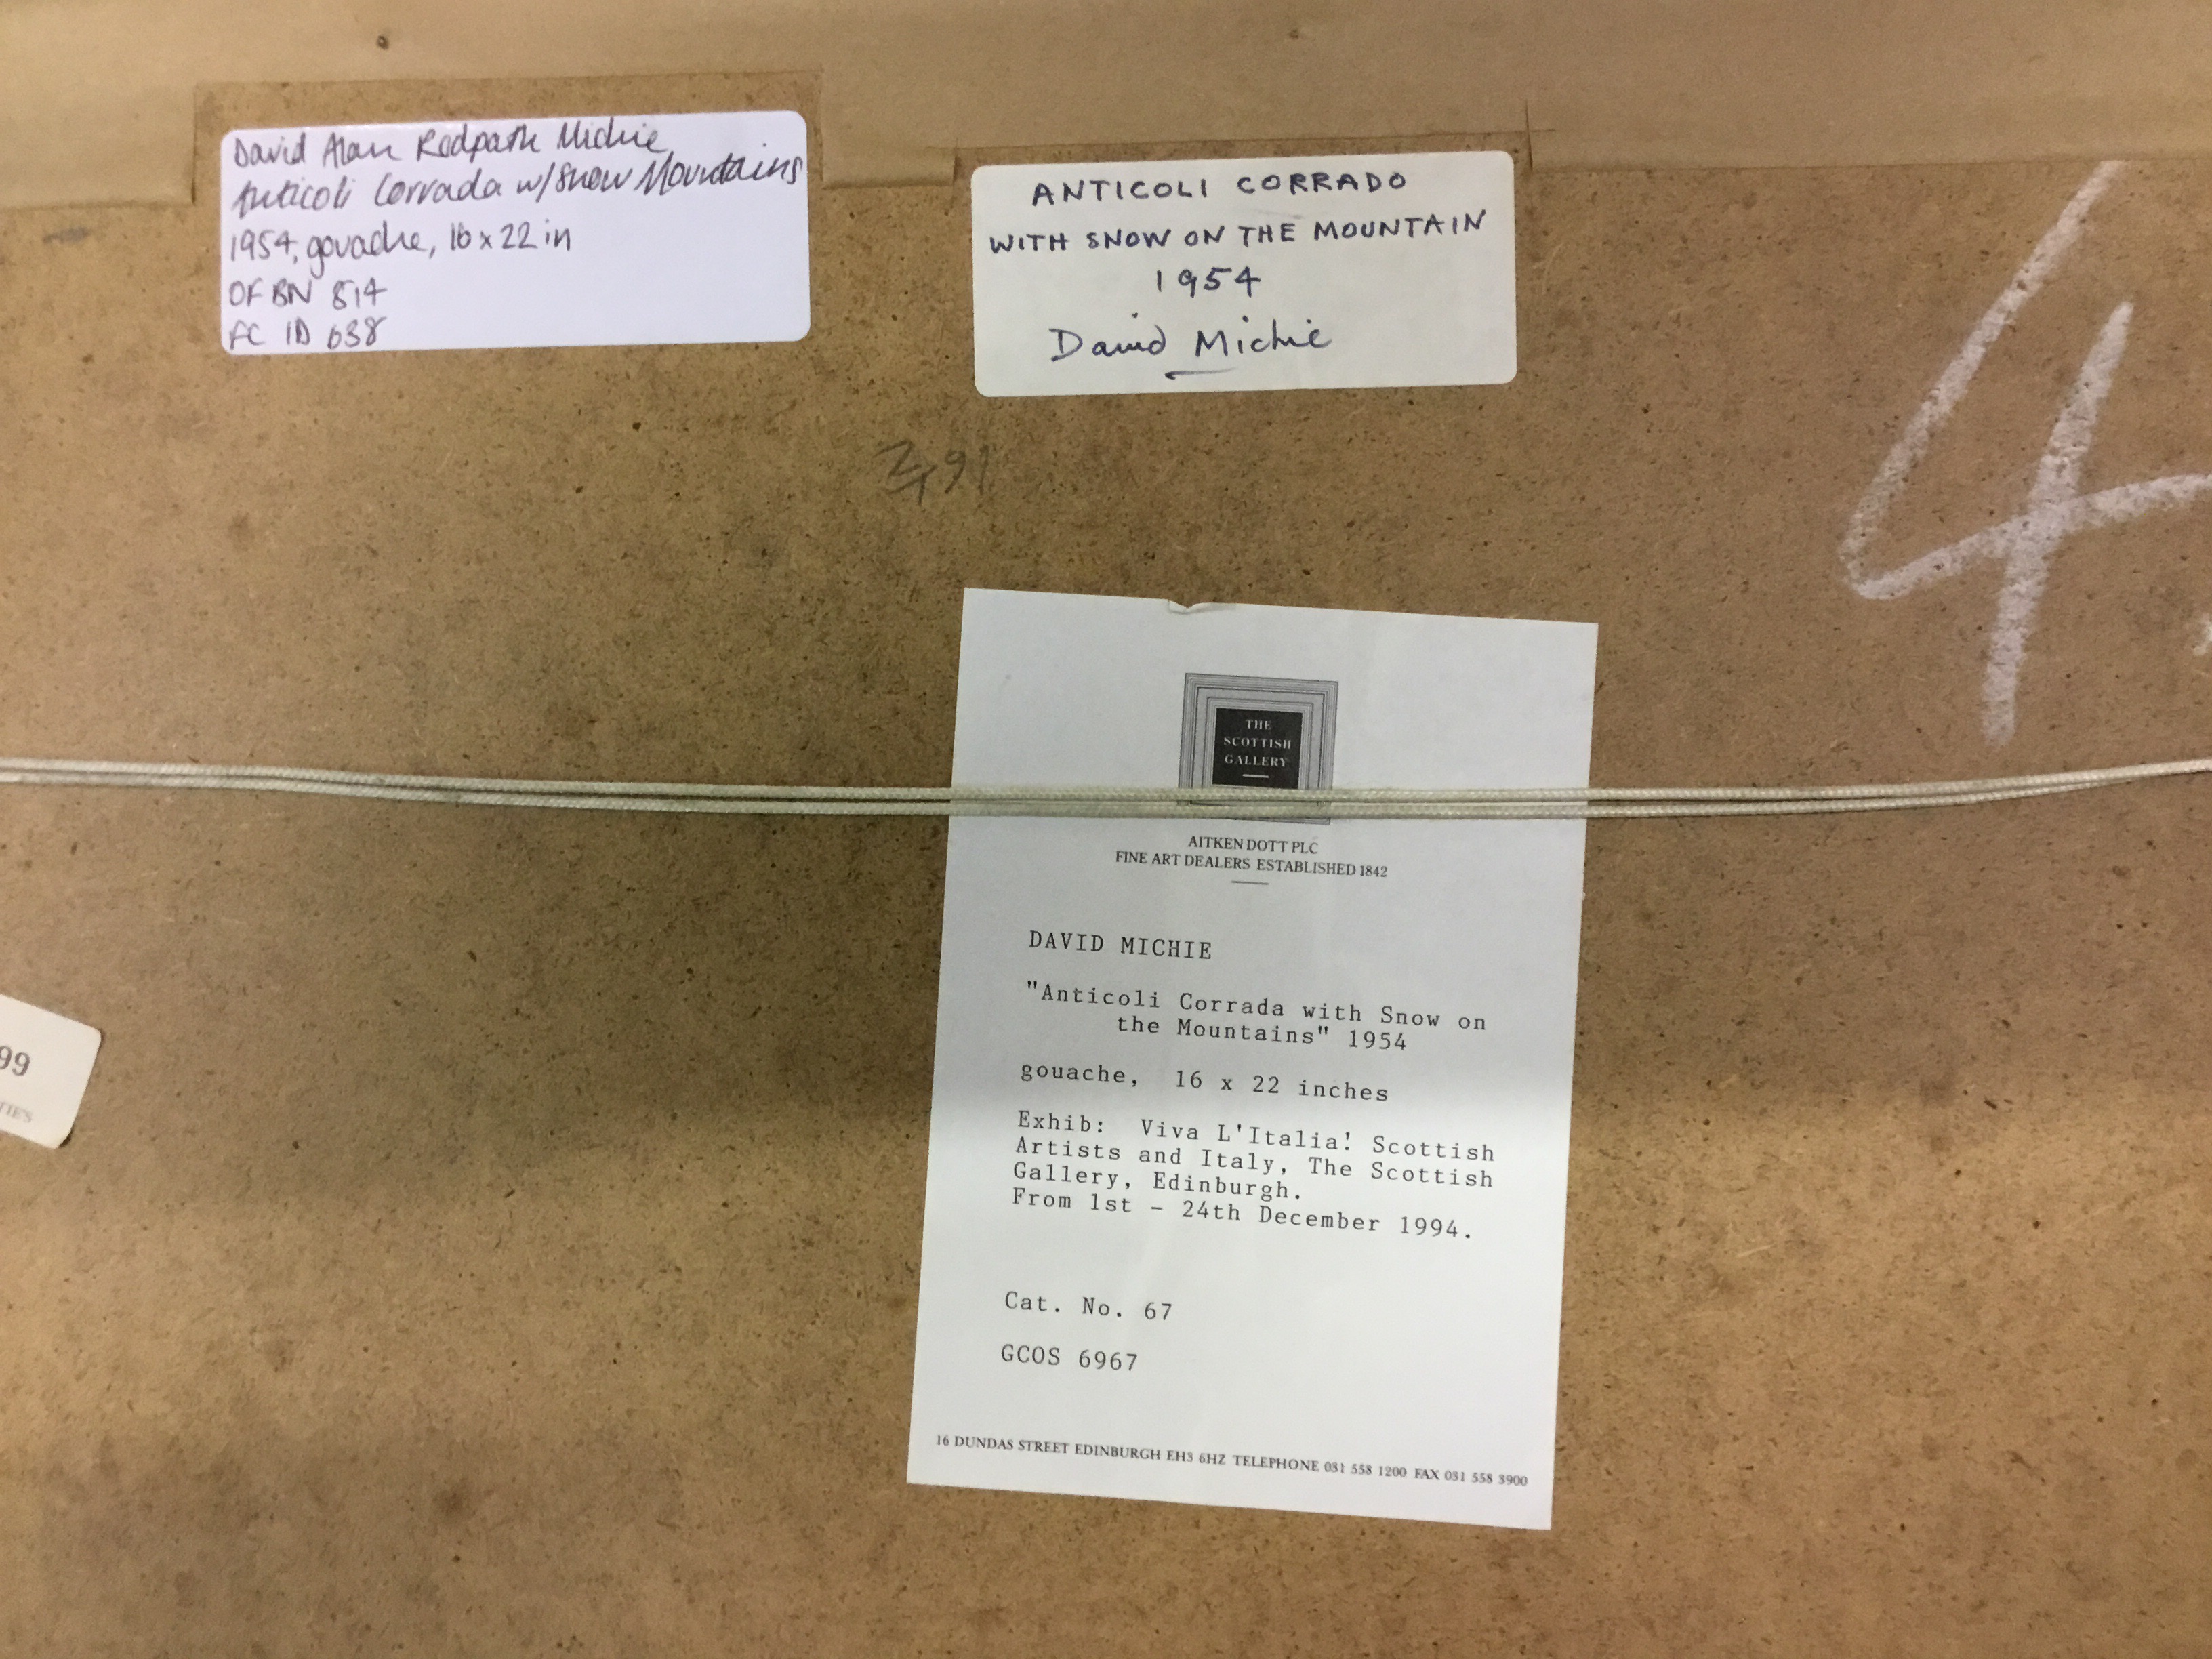 David Alan Redpath Michie
Anticoli Corrada w/Snow Mountains
1954, gouache, 16 x 22 in
OF BN 814
FC ID 638
ANTICOLI CORRADO
WITH SNOW ON THE MOUNTAIN
1954
David Michie
91
4
THE
SCOTTISH
GALLERY
AITKEN DOTT PLC
FINE ART DEALERS ESTABLISHED 1842
DAVID MICHIE
"Anticoli Corrada with Snow on
the Mountains" 1954
gouache, 16 x 22 inches
99
Exhib: Viva L'Italia! Scottish
Artists and Italy, The Scottish
Gallery, Edinburgh.
From 1st - 24th December 1994.
Cat. No. 67
GCOS 6967
16 DUNDAS STREET EDINBURGH EH3 6HZ TELEPHONE 031 558 1200 FAX 031 558 3900